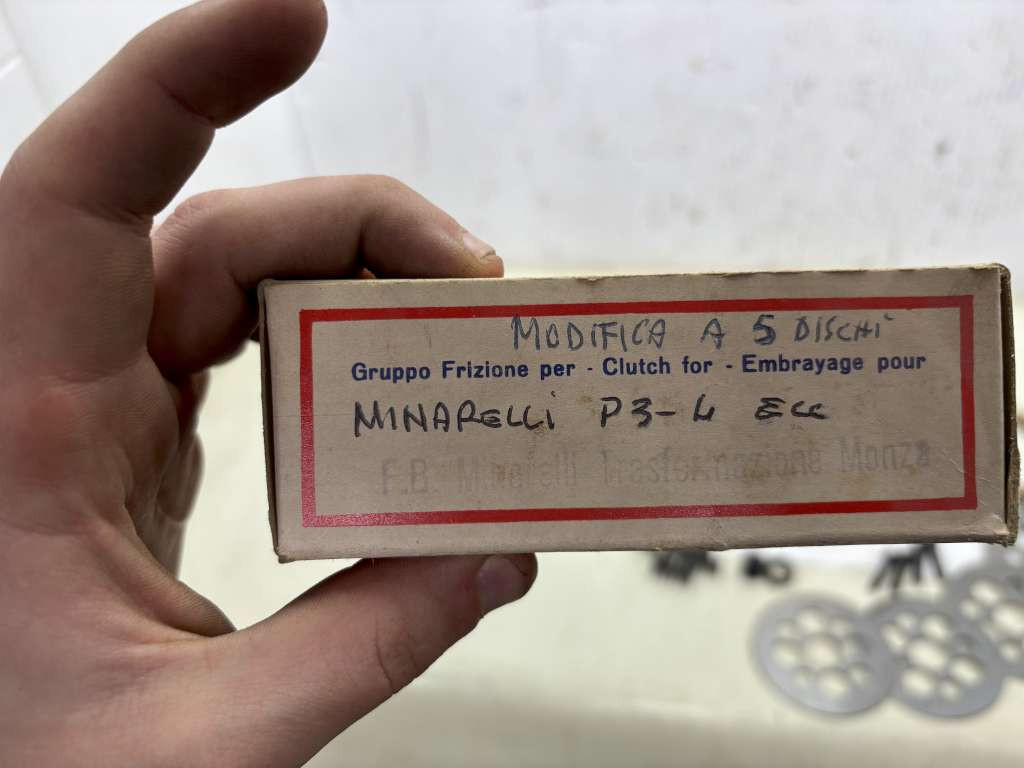 MODIFICA A 5 DISCHI
Gruppo Frizione per - Clutch for - Embrayage pour
MINARELLI P3-4 ECC
F.B. Minarelli Trasformazione Monza